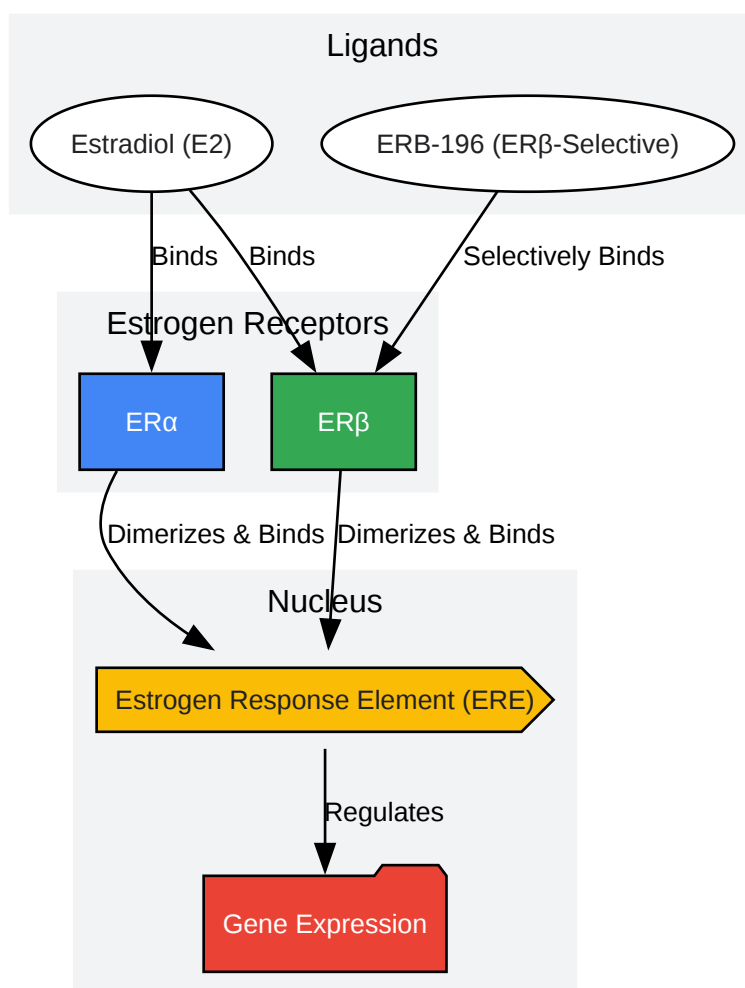 Ligands
Estradiol (E2)
ERB-196 (ERβ-Selective)
Binds
Binds
Selectively Binds
Estrogen Receptors
ERα
ERβ
Dimerizes & Binds
Dimerizes & Binds
Nucleus
Estrogen Response Element (ERE)
Regulates
Gene Expression